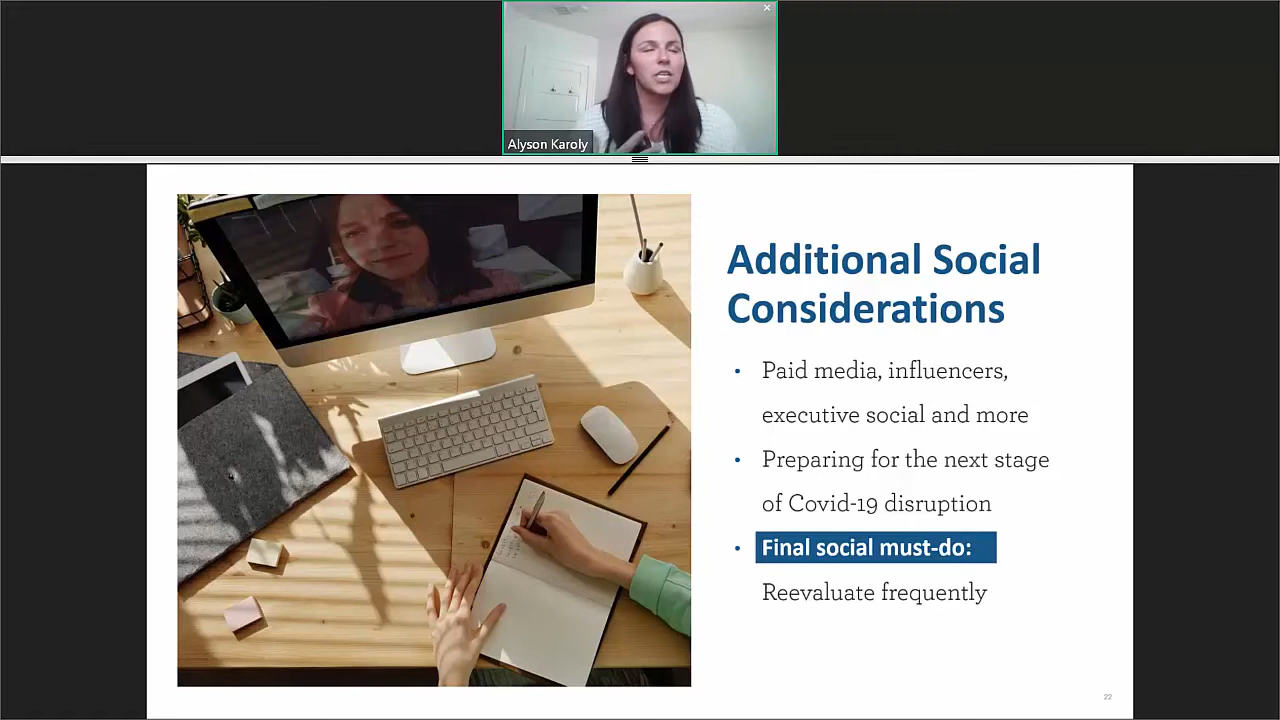 Alyson Karoly
Additional Social
Considerations
• Paid media, influencers,
executive social and more
• Preparing for the next stage
of Covid-19 disruption
• Final social must-do:
Reevaluate frequently
22